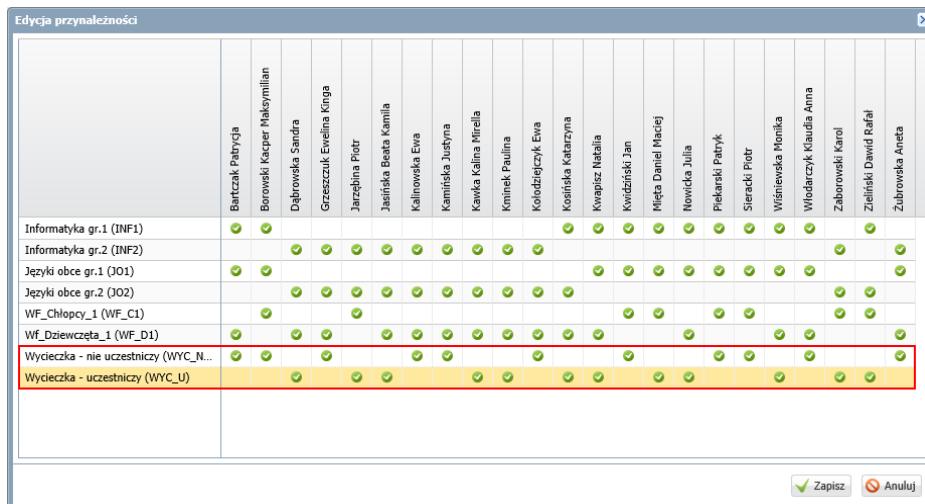 Edycja przynależności
Bartczak Patrycja
Borowski Kacper Maksymilian
Dąbrowska Sandra
Grzeszczuk Ewelina Kinga
Jarzębina Piotr
Jasińska Beata Kamila
Kalinowska Ewa
Kamińska Justyna
Kawka Kalina Mirella
Kminek Paulina
Kołodziejczyk Ewa
Kosińska Katarzyna
Kwapisz Natalia
Kwidziński Jan
Mięta Daniel Maciej
Nowicka Julia
Piekarski Patryk
Sieracki Piotr
Wiśniewska Monika
Włodarczyk Klaudia Anna
Zaborowski Karol
Zieliński Dawid Rafał
Żubrowska Aneta
Informatyka gr.1 (INF1)
Informatyka gr.2 (INF2)
Języki obce gr.1 (JO1)
Języki obce gr.2 (JO2)
WF_Chłopcy_1 (WF_C1)
Wf_Dziewczęta_1 (WF_D1)
Wycieczka - nie uczestniczy (WYC_N...
Wycieczka - uczestniczy (WYC_U)
Zapisz
Anuluj